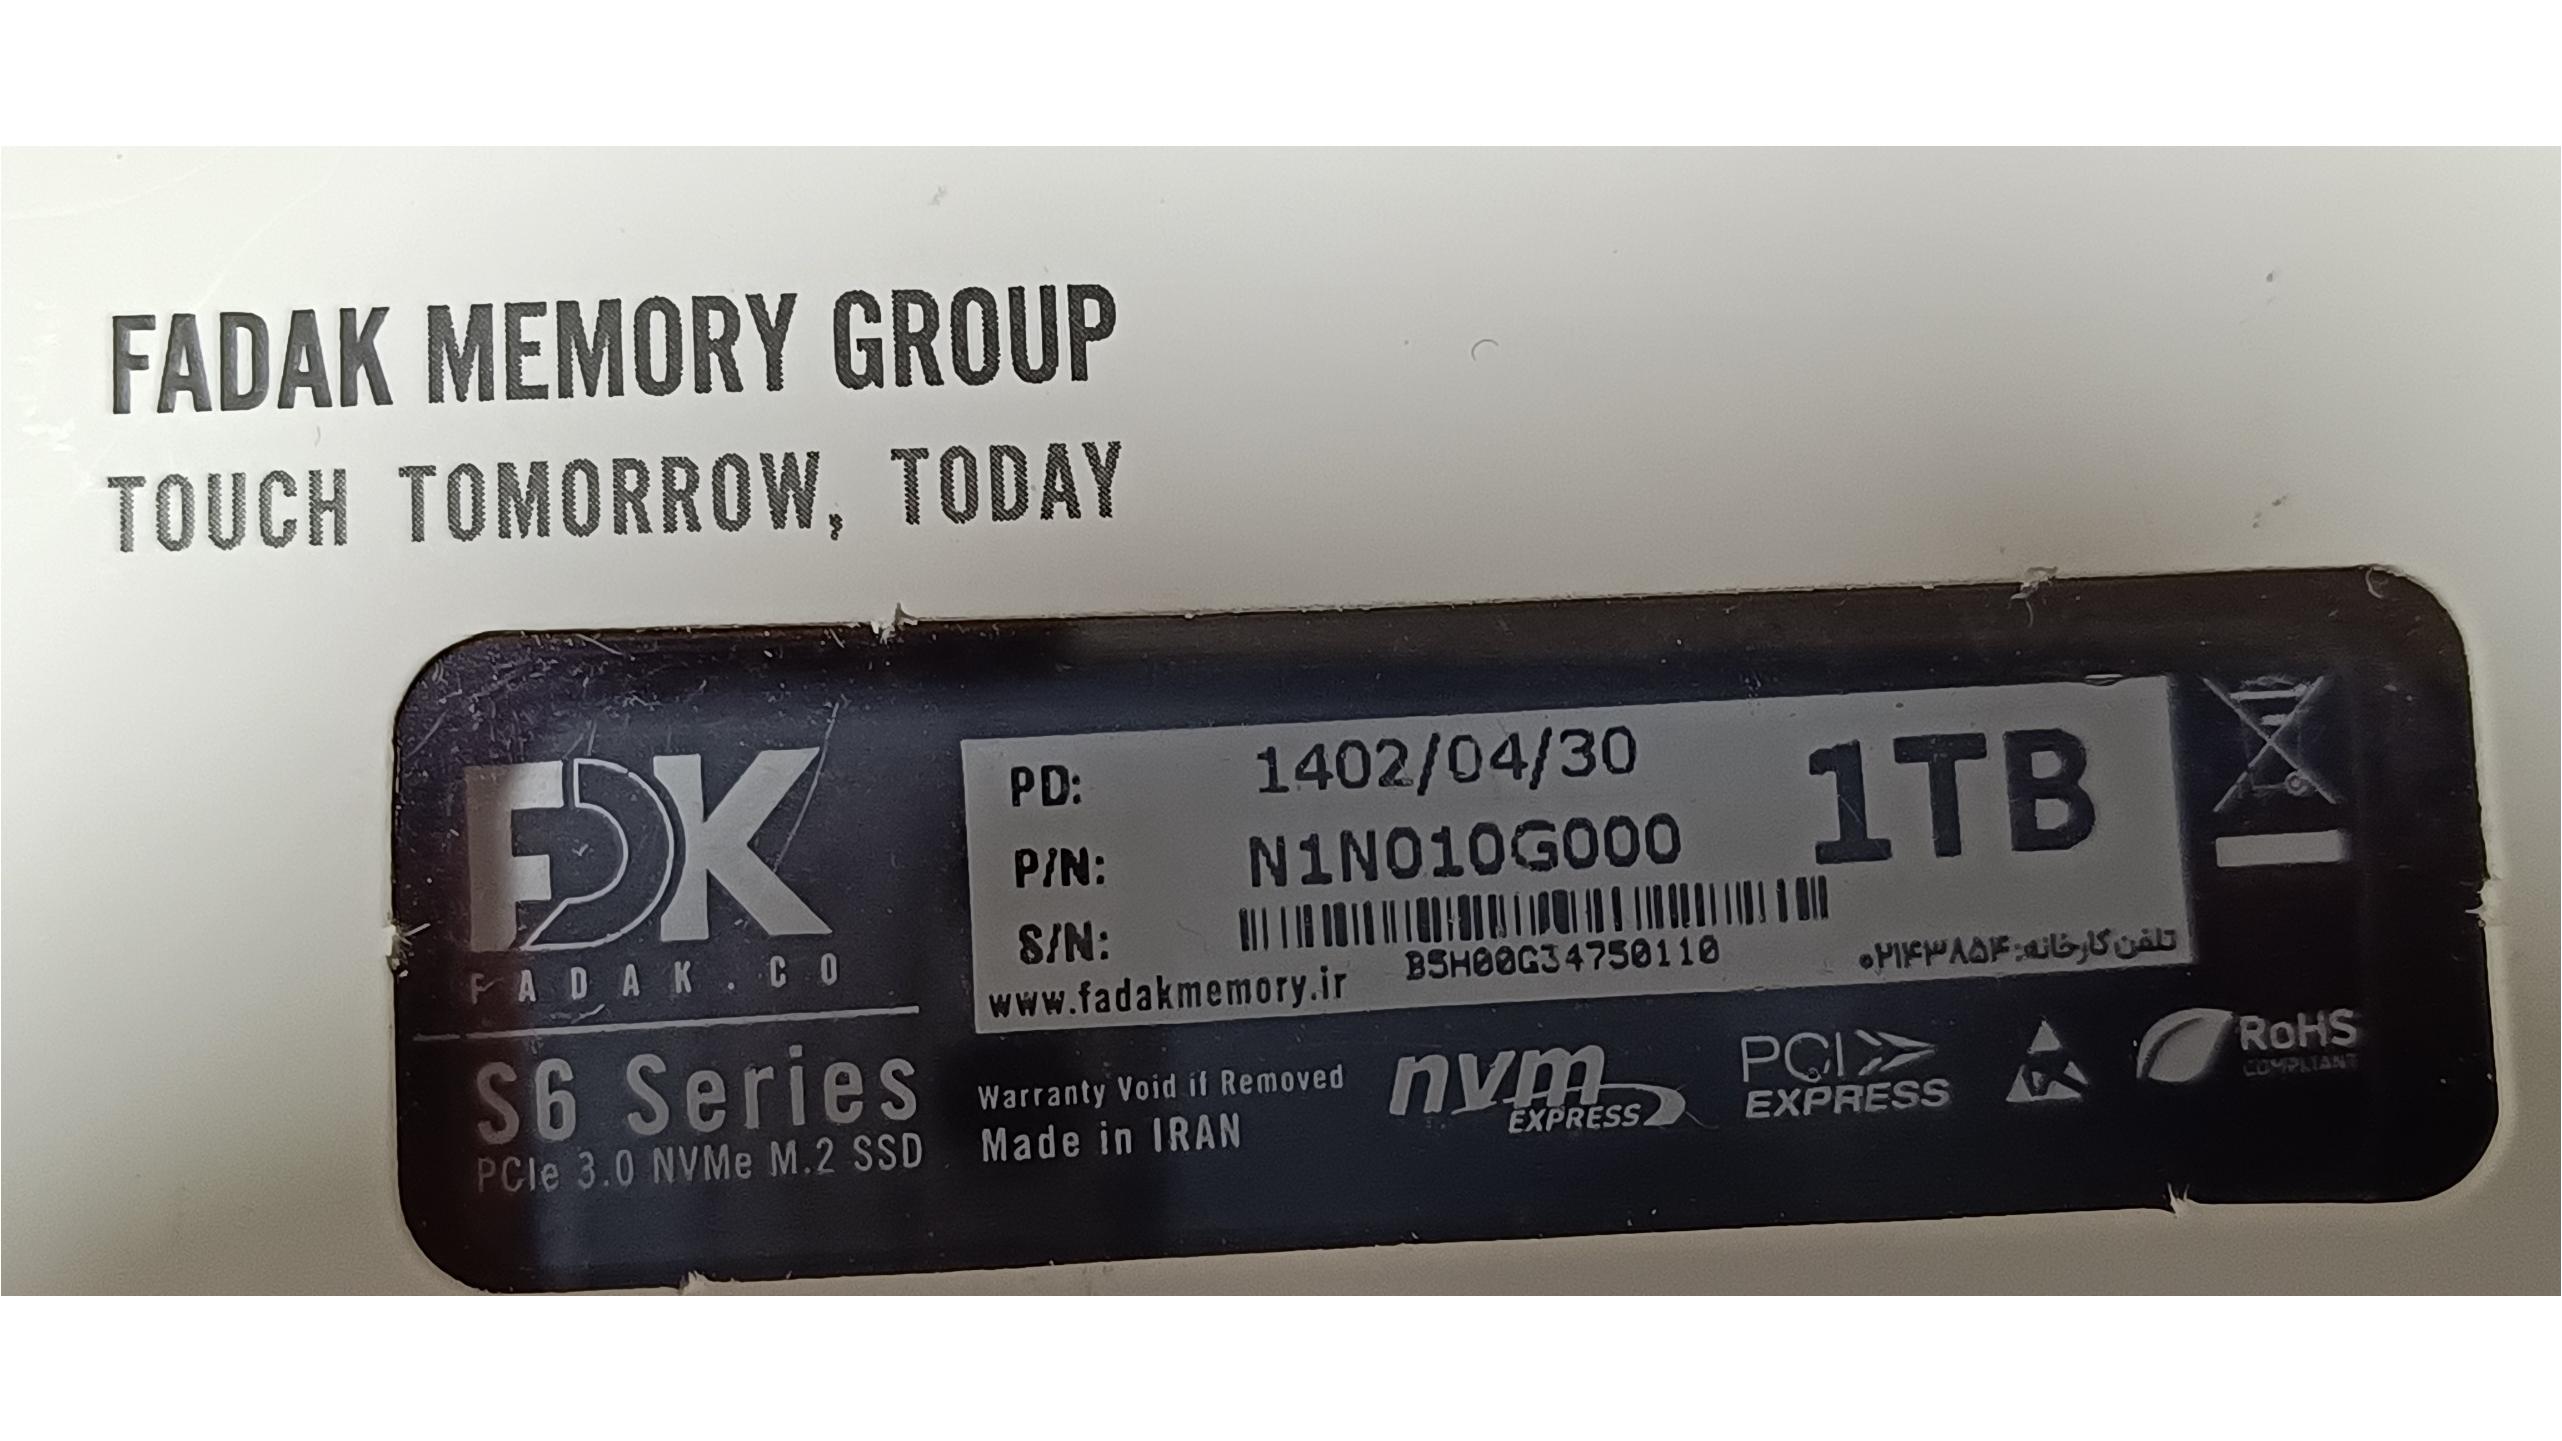 FADAK MEMORY GROUP
TOUCH TOMORROW, TODAY
FDK
FADAK.CO
S6 Series
PCIe 3.0 NVMe M.2 SSD
PD: 1402/04/30
P/N: N1N010G000
1TB
S/N:
B5H00G34750110
www.fadakmemory.ir
تلفن کارخانه: ۰۲۱۴۳۸۵۴
Warranty Void if Removed
Made in IRAN
nvm EXPRESS
PCI EXPRESS
RoHS
COMPLIANT